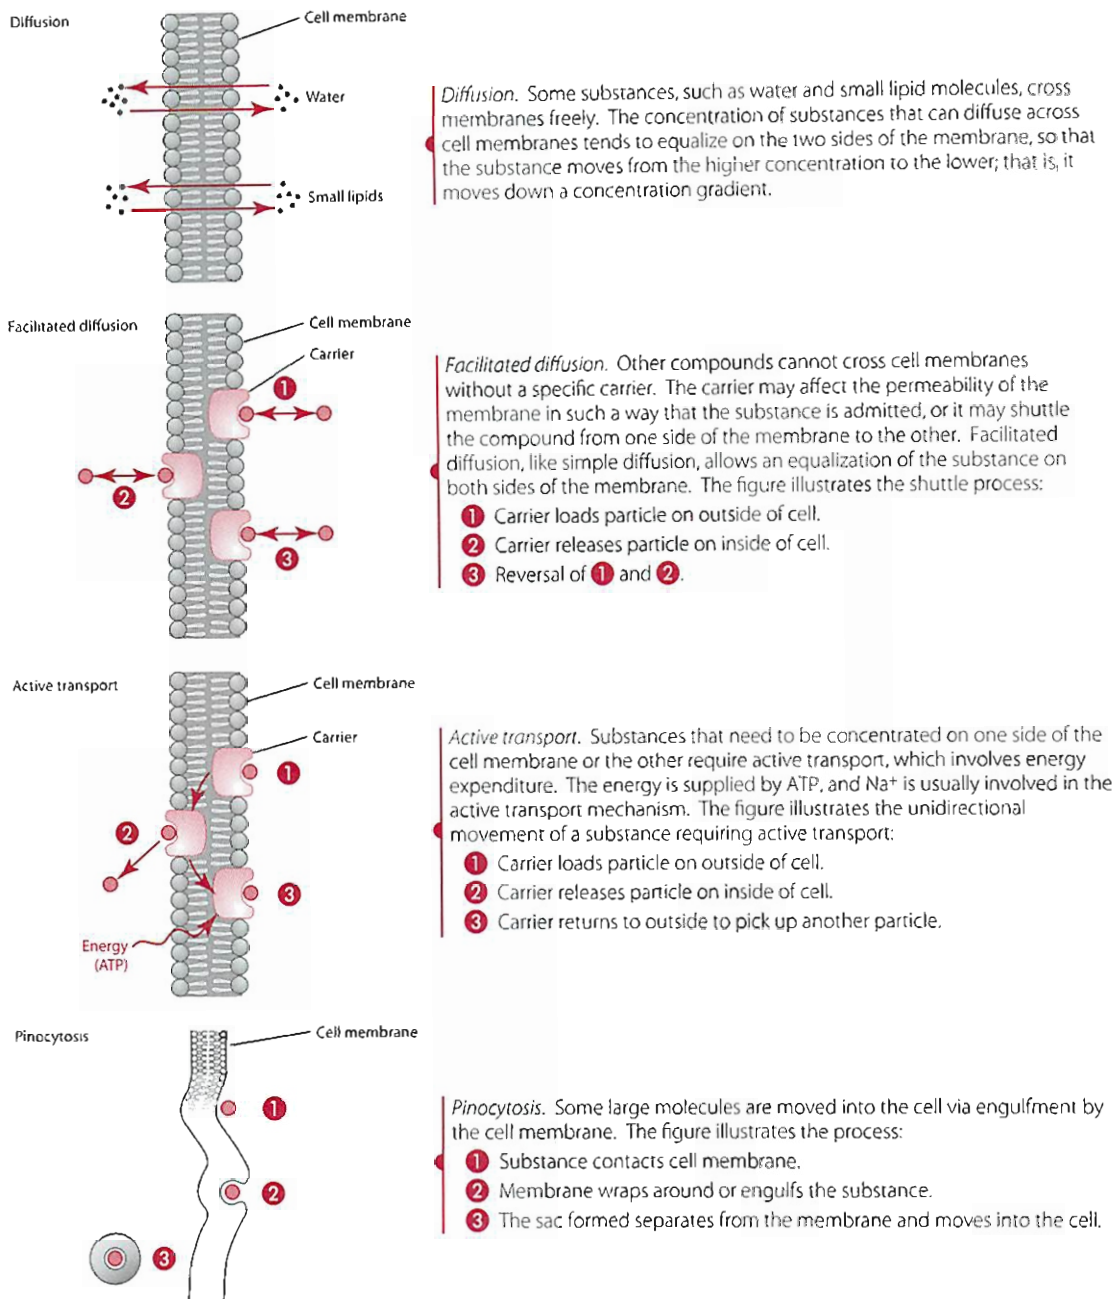 Diffusion
Cell membrane
Water
Small lipids
Diffusion. Some substances, such as water and small lipid molecules, cross
membranes freely. The concentration of substances that can diffuse across
cell membranes tends to equalize on the two sides of the membrane, so that
the substance moves from the higher concentration to the lower; that is, it
moves down a concentration gradient.
Facilitated diffusion
Cell membrane
Carrier
1
2
3
Facilitated diffusion. Other compounds cannot cross cell membranes
without a specific carrier. The carrier may affect the permeability of the
membrane in such a way that the substance is admitted, or it may shuttle
the compound from one side of the membrane to the other. Facilitated
diffusion, like simple diffusion, allows an equalization of the substance on
both sides of the membrane. The figure illustrates the shuttle process:
1 Carrier loads particle on outside of cell.
2 Carrier releases particle on inside of cell.
3 Reversal of 1 and 2.
Active transport
Cell membrane
Carrier
1
2
3
Energy
(ATP)
Active transport. Substances that need to be concentrated on one side of the
cell membrane or the other require active transport, which involves energy
expenditure. The energy is supplied by ATP, and Na+ is usually involved in the
active transport mechanism. The figure illustrates the unidirectional
movement of a substance requiring active transport:
1 Carrier loads particle on outside of cell.
2 Carrier releases particle on inside of cell.
3 Carrier returns to outside to pick up another particle.
Pinocytosis
Cell membrane
1
2
3
Pinocytosis. Some large molecules are moved into the cell via engulfment by
the cell membrane. The figure illustrates the process:
1 Substance contacts cell membrane.
2 Membrane wraps around or engulfs the substance.
3 The sac formed separates from the membrane and moves into the cell.